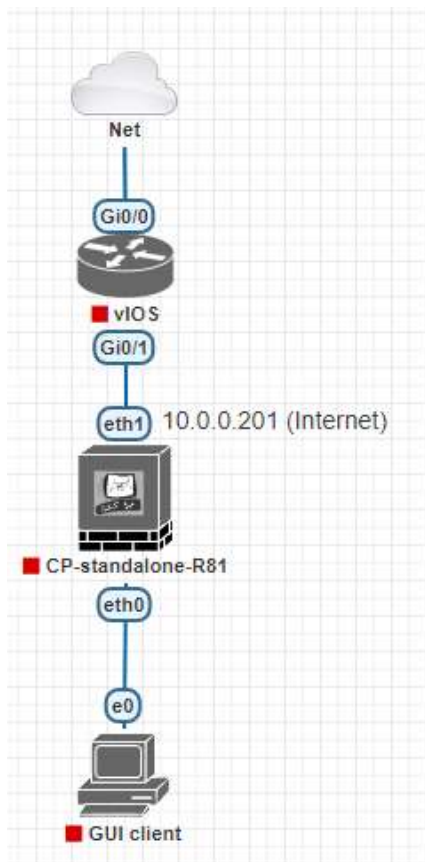 Net
Gi0/0
vIOS
Gi0/1
eth1 10.0.0.201 (Internet)
CP-standalone-R81
eth0
e0
GUI client